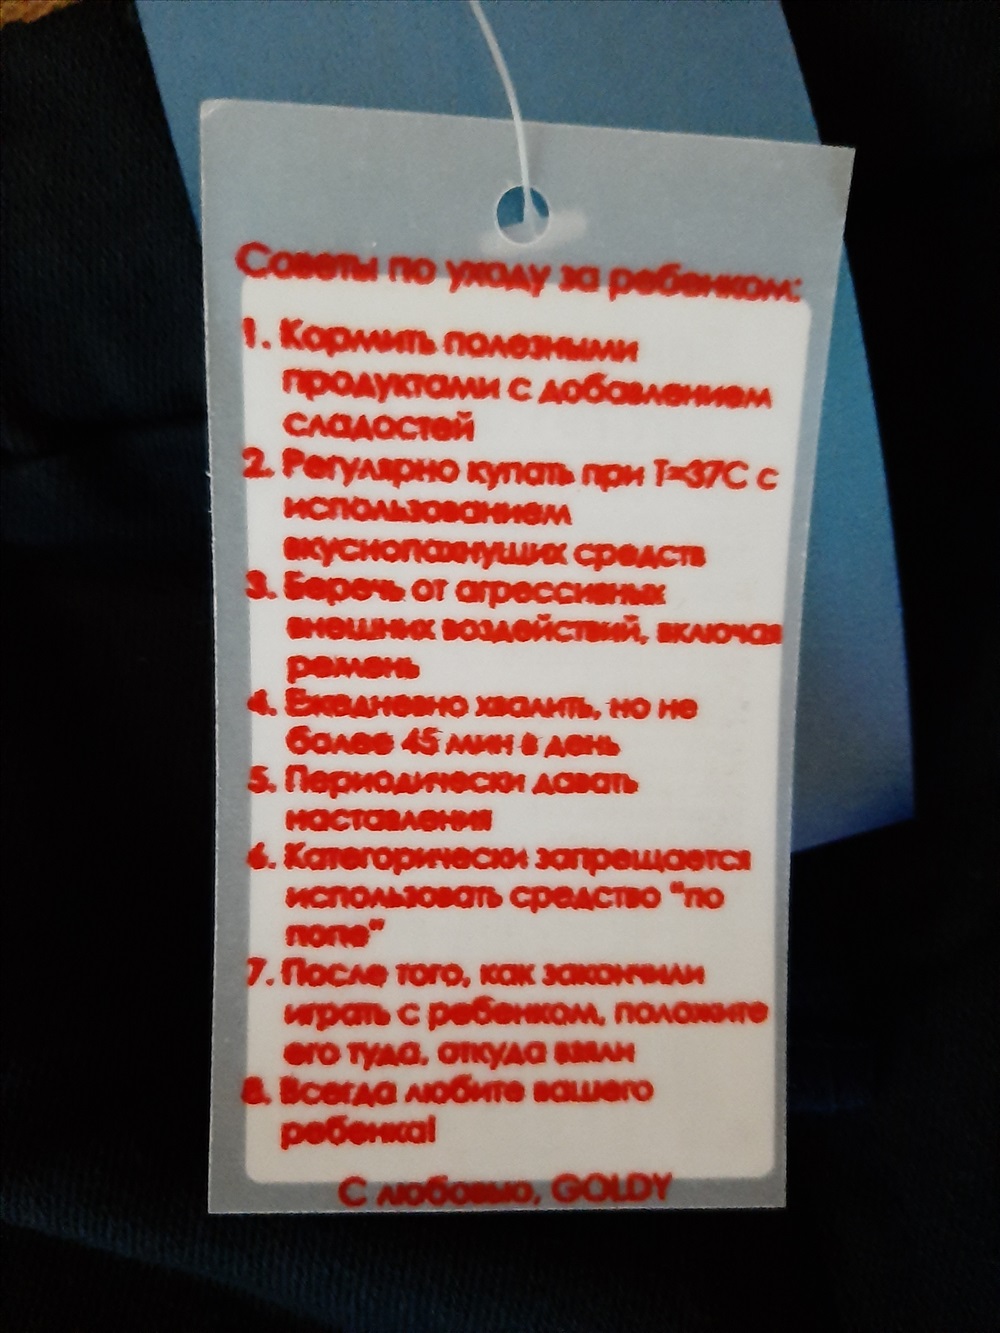 Советы по уходу за ребенком:
1. Кормить полезными
продуктами с добавлением
сладостей
2. Регулярно купать при Т=37С с
использованием
вкуснопахнущих средств
3. Беречь от агрессивных
внешних воздействий, включая
ремень
4. Ежедневно хвалить, но не
более 45 мин в день
5. Периодически давать
наставления
6. Категорически запрещается
использовать средство "по
попе"
7. После того, как закончили
играть с ребенком, положите
его туда, откуда взяли
8. Всегда любите вашего
ребенка!
С любовью, GOLDY